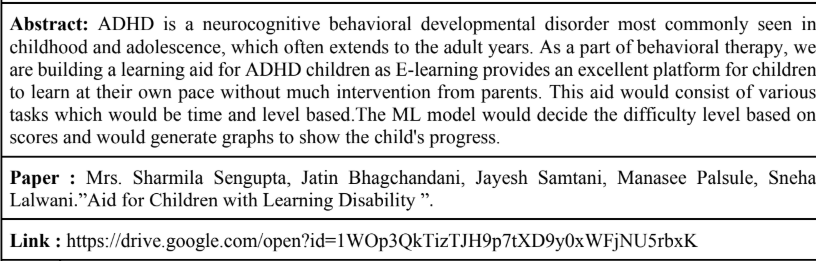 Abstract: ADHD is a neurocognitive behavioral developmental disorder most commonly seen in
childhood and adolescence, which often extends to the adult years. As a part of behavioral therapy, we
are building a learning aid for ADHD children as E-learning provides an excellent platform for children
to learn at their own pace without much intervention from parents. This aid would consist of various
tasks which would be time and level based.The ML model would decide the difficulty level based on
scores and would generate graphs to show the child's progress.
Paper : Mrs. Sharmila Sengupta, Jatin Bhagchandani, Jayesh Samtani, Manasee Palsule, Sneha
Lalwani.”Aid for Children with Learning Disability ”.
Link : https://drive.google.com/open?id=1WOp3QkTizTJH9p7tXD9y0xWFjNU5rbxK